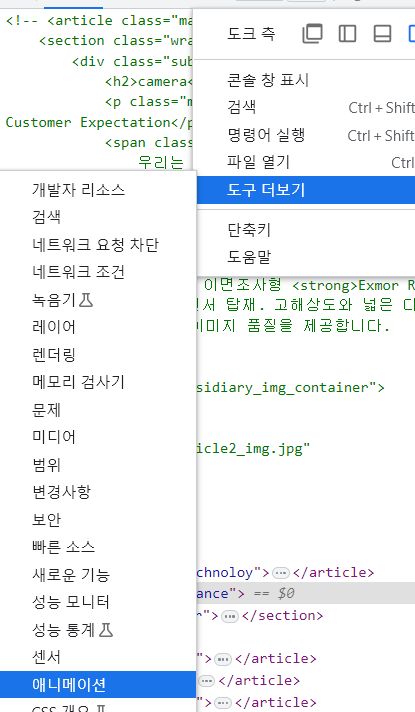 <!-- <article class="ma
<section class="wra
<div class="sub
<h2>camera<
<p class="m
Customer Expectation</p
<span clas
우리는
도크 측
콘솔 창 표시
검색 Ctrl + Shift
명령어 실행 Ctrl + Shift
파일 열기 Ctrl
도구 더보기
단축키
도움말
이면조사형 <strong>Exmor R
서 탑재. 고해상도와 넓은 다
이미지 품질을 제공합니다.
sidiary_img_container">
icle2_img.jpg"
chnoloy">⋯</article>
ance"> == $0
r">⋯</section>
">⋯</article>
⋯</article>
">⋯</article>
개발자 리소스
검색
네트워크 요청 차단
네트워크 조건
녹음기
레이어
렌더링
메모리 검사기
문제
미디어
범위
변경사항
보안
빠른 소스
새로운 기능
성능 모니터
성능 통계
센서
애니메이션
CSS 개요